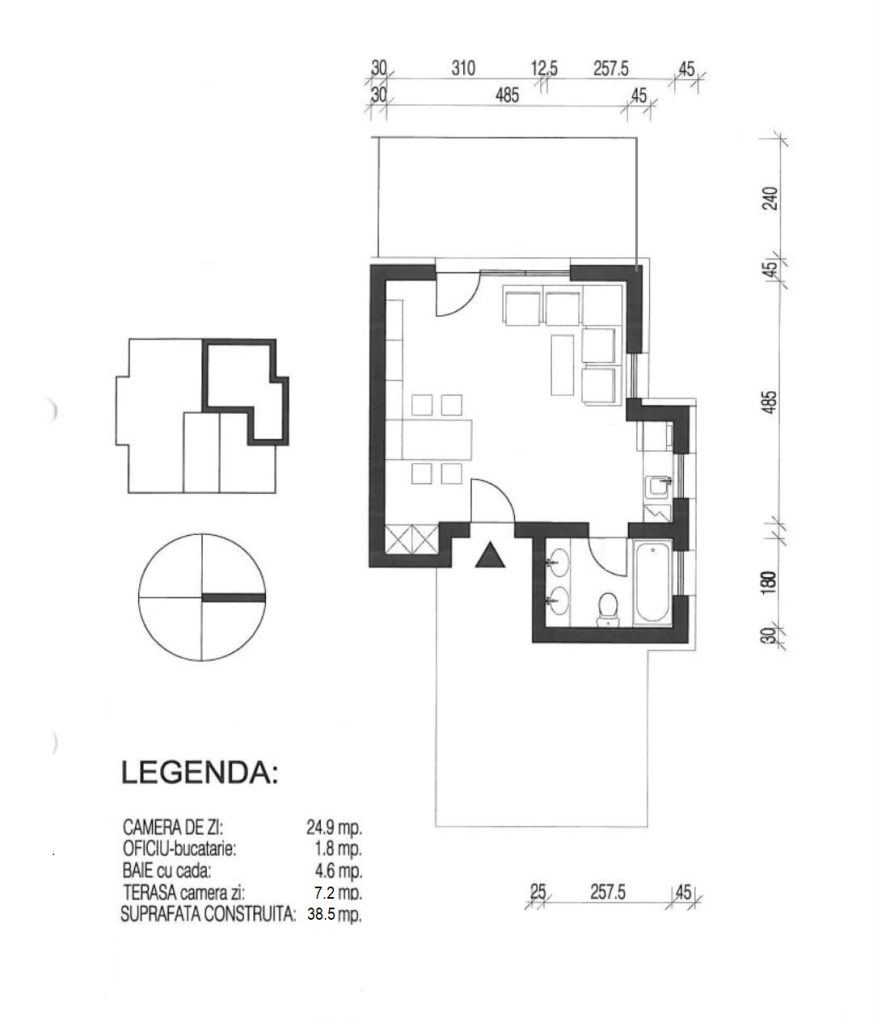 30 310 12.5 257.5 45
30 485 45
240
45
485
180
30
LEGENDA:
CAMERA DE ZI: 24.9 mp.
OFICIU-bucatarie: 1.8 mp.
BAIE cu cada: 4.6 mp.
TERASA camera zi: 7.2 mp.
SUPRAFATA CONSTRUITA: 38.5 mp.
25 257.5 45